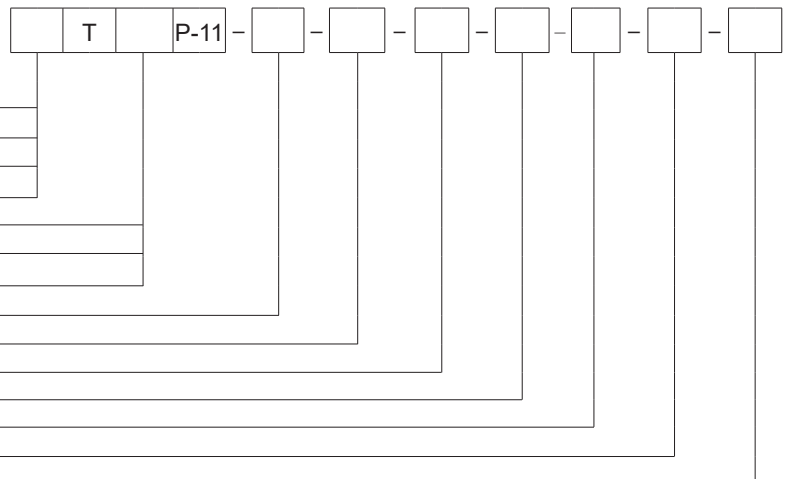 T P-11 – – – – – – –